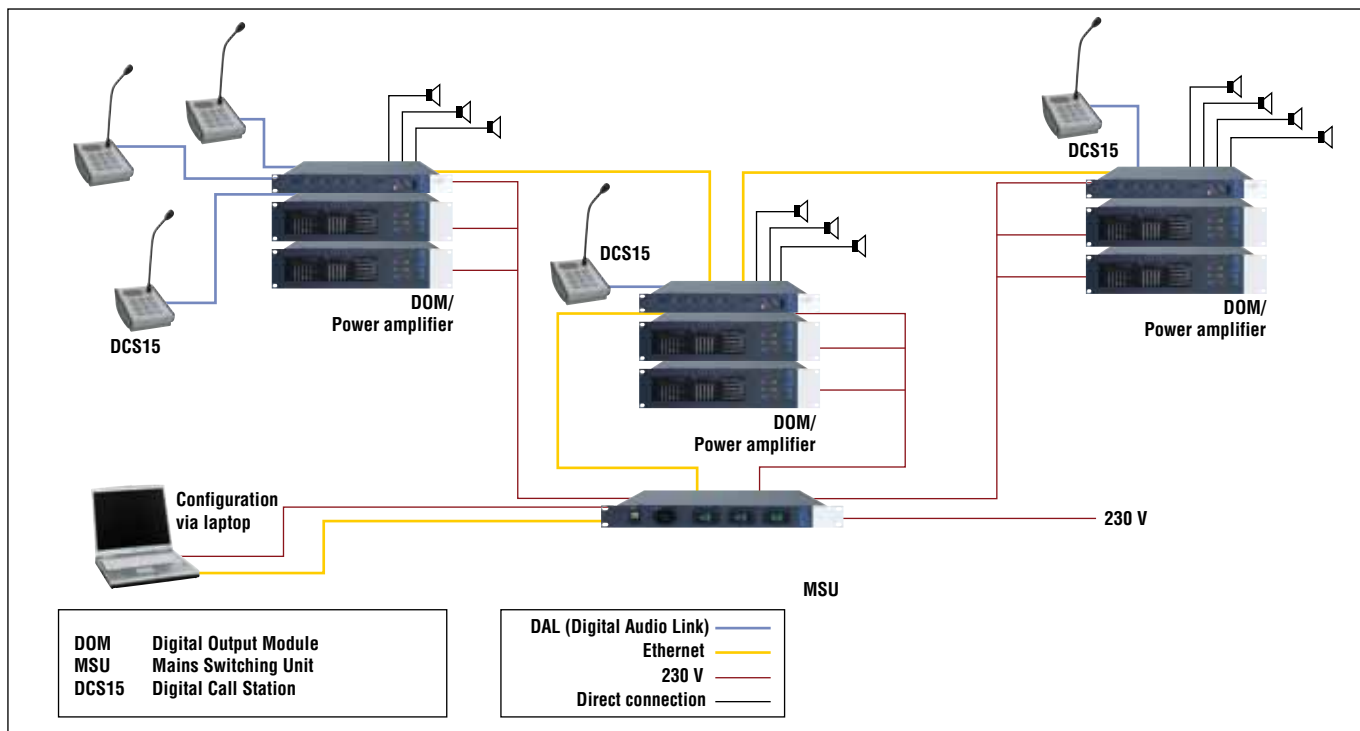 DCS15
DCS15
DOM/
Power amplifier
DOM/
Power amplifier
DCS15
DOM/
Power amplifier
Configuration
via laptop
230 V
MSU
DOM Digital Output Module
MSU Mains Switching Unit
DCS15 Digital Call Station
DAL (Digital Audio Link)
Ethernet
230 V
Direct connection